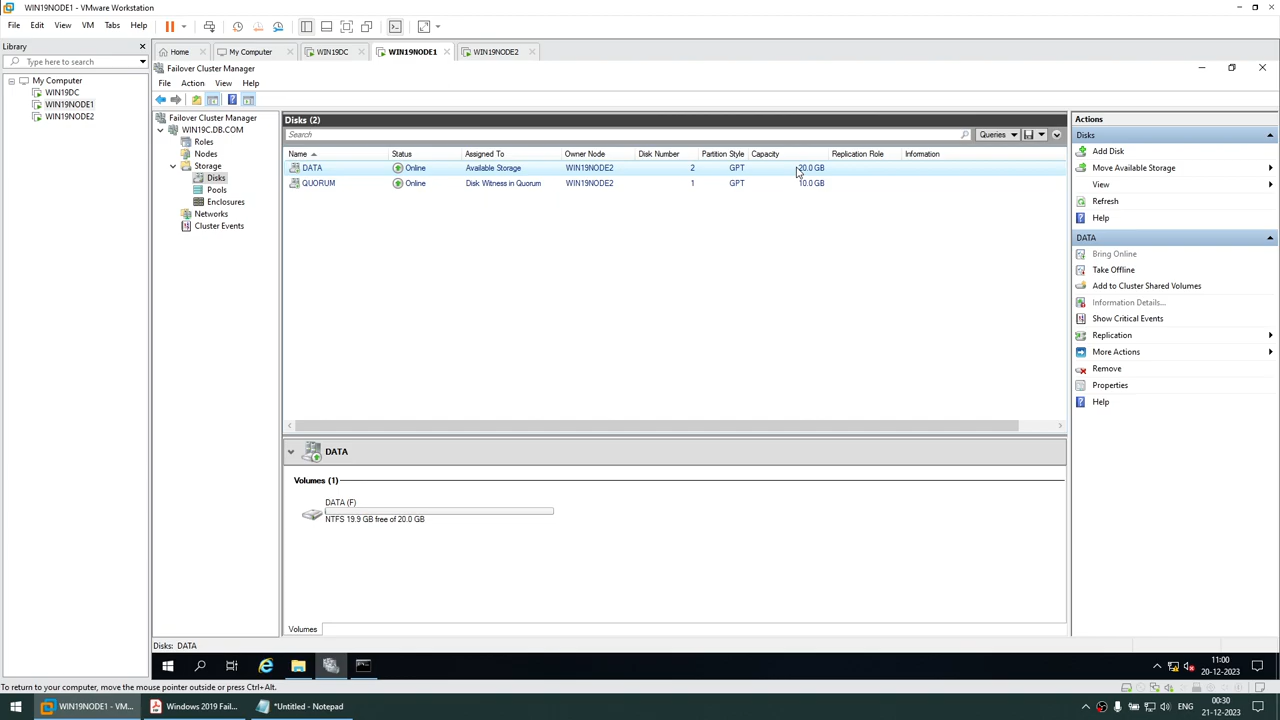 WIN19NODE1 - VMware Workstation
File Edit View VM Tabs Help
Library
Type here to search
My Computer
WIN19DC
WIN19NODE1
WIN19NODE2
Home My Computer WIN19DC WIN19NODE1 WIN19NODE2
Failover Cluster Manager
File Action View Help
Failover Cluster Manager
WIN19C.DB.COM
Roles
Nodes
Storage
Disks
Pools
Enclosures
Networks
Cluster Events
Disks (2)
Search Queries
Name Status Assigned To Owner Node Disk Number Partition Style Capacity Replication Role Information
DATA Online Available Storage WIN19NODE2 2 GPT 20.0 GB
QUORUM Online Disk Witness in Quorum WIN19NODE2 1 GPT 10.0 GB
DATA
Volumes (1)
DATA (F)
NTFS 19.9 GB free of 20.0 GB
Volumes
Actions
Disks
Add Disk
Move Available Storage
View
Refresh
Help
DATA
Bring Online
Take Offline
Add to Cluster Shared Volumes
Information Details...
Show Critical Events
Replication
More Actions
Remove
Properties
Help
Disks: DATA
11:00
20-12-2023
To return to your computer, move the mouse pointer outside or press Ctrl+Alt.
WIN19NODE1 - VM... Windows 2019 Fail... *Untitled - Notepad
ENG
00:30
21-12-2023